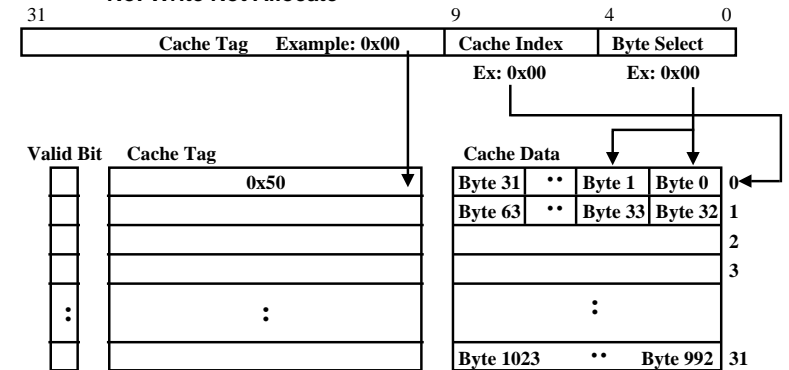 31 9 4 0
Cache Tag Example: 0x00 Cache Index Byte Select
Ex: 0x00 Ex: 0x00
Valid Bit Cache Tag Cache Data
0x50 Byte 31 ·· Byte 1 Byte 0 0
Byte 63 ·· Byte 33 Byte 32 1
2
3
: : :
Byte 1023 ·· Byte 992 31